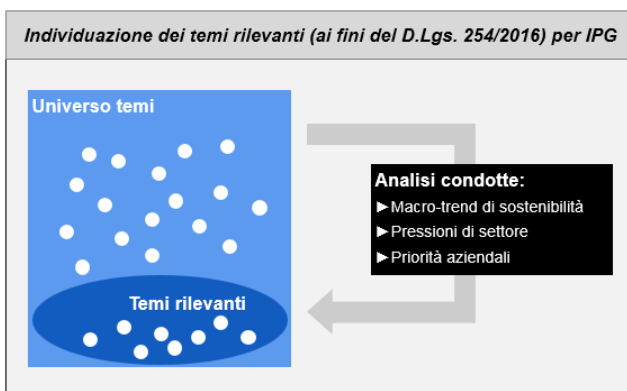 Individuazione dei temi rilevanti (ai fini del D.Lgs. 254/2016) per IPG
Universo temi
Analisi condotte:
►Macro-trend di sostenibilità
►Pressioni di settore
►Priorità aziendali
Temi rilevanti